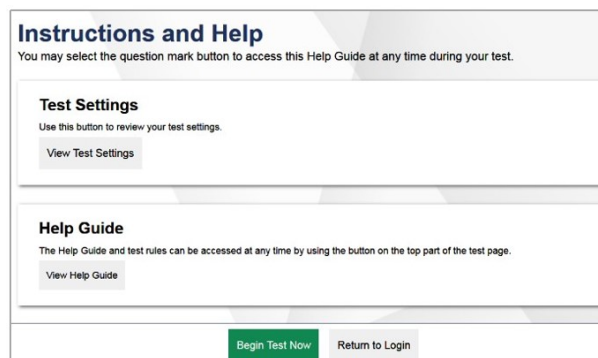 Instructions and Help
You may select the question mark button to access this Help Guide at any time during your test.
Test Settings
Use this button to review your test settings.
View Test Settings
Help Guide
The Help Guide and test rules can be accessed at any time by using the button on the top part of the test page.
View Help Guide
Begin Test Now Return to Login